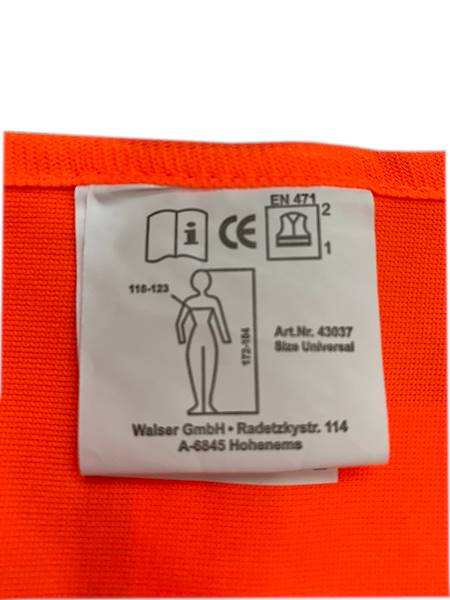 EN 471
i CE 2
1
116-123
172-184
Art.Nr. 43037
Size Universal
Walser GmbH • Radetzkystr. 114
A-6845 Hohenems